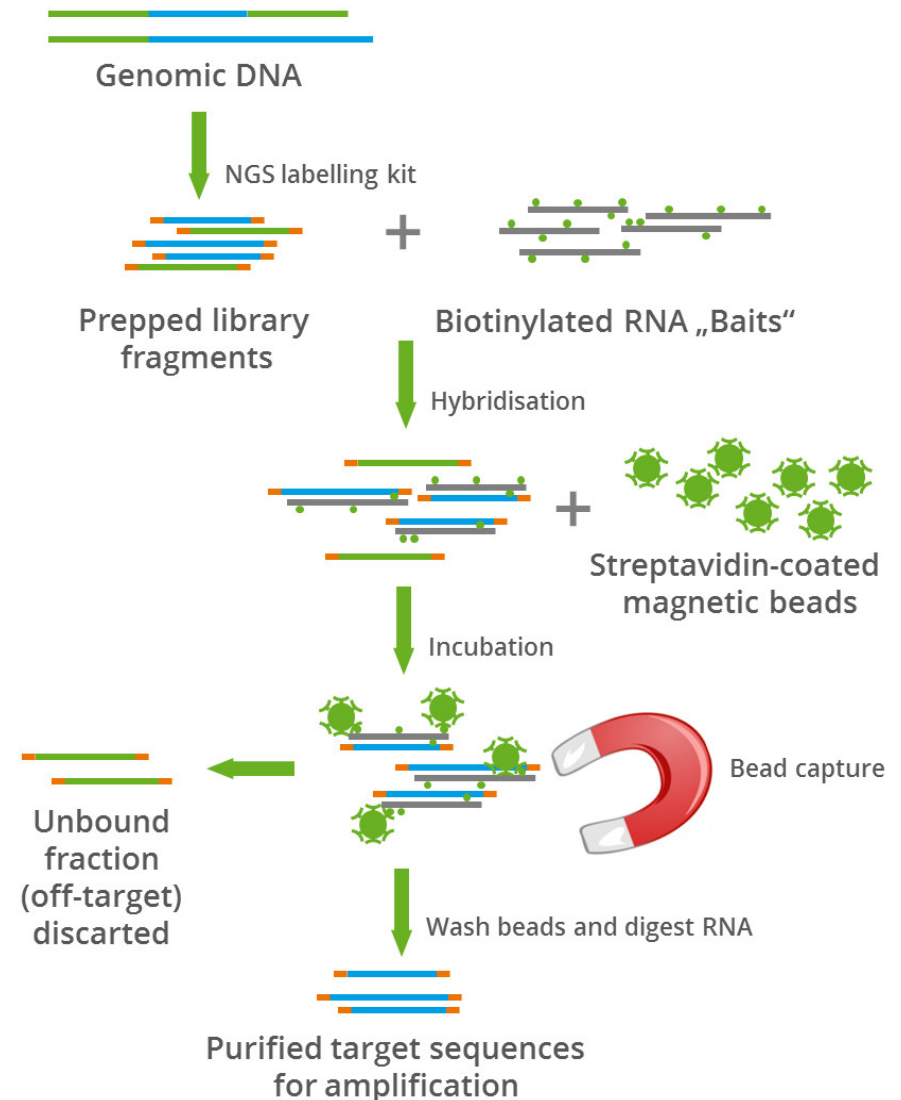 Genomic DNA
NGS labelling kit
+
Prepped library
fragments
Biotinylated RNA „Baits“
Hybridisation
+
Streptavidin-coated
magnetic beads
Incubation
Bead capture
Unbound
fraction
(off-target)
discarted
Wash beads and digest RNA
Purified target sequences
for amplification